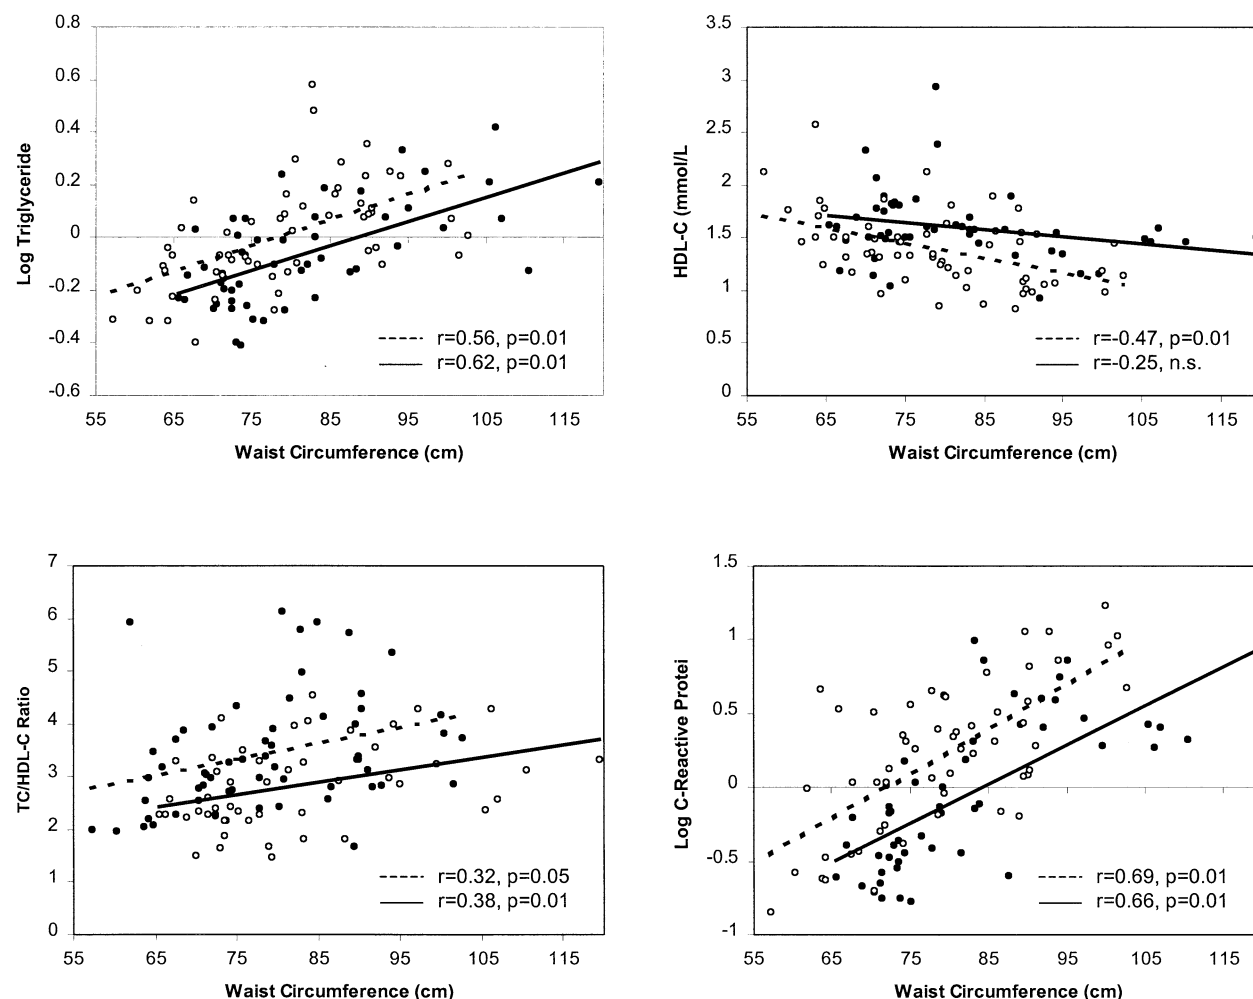 0.8
0.6
0.4
0.2
0
-0.2
-0.4
-0.6
Log Triglyceride
r=0.56, p=0.01
r=0.62, p=0.01
55 65 75 85 95 105 115
Waist Circumference (cm)
3.5
3
2.5
2
1.5
1
0.5
0
HDL-C (mmol/L
r=-0.47, p=0.01
r=-0.25, n.s.
55 65 75 85 95 105 115
Waist Circumference (cm)
7
6
5
4
3
2
1
0
TC/HDL-C Ratio
r=0.32, p=0.05
r=0.38, p=0.01
55 65 75 85 95 105 115
Waist Circumference (cm)
1.5
1
0.5
0
-0.5
-1
Log C-Reactive Protei
r=0.69, p=0.01
r=0.66, p=0.01
55 65 75 85 95 105 115
Waist Circumference (cm)